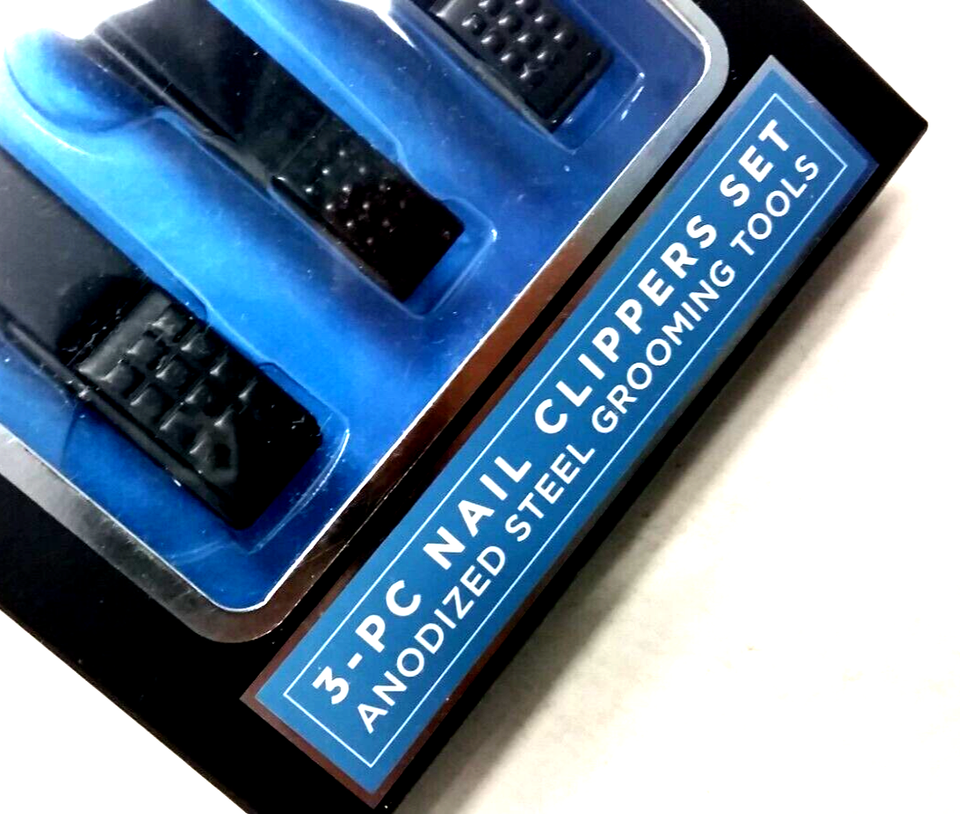 3-PC NAIL CLIPPERS SET
ANODIZED STEEL GROOMING TOOLS